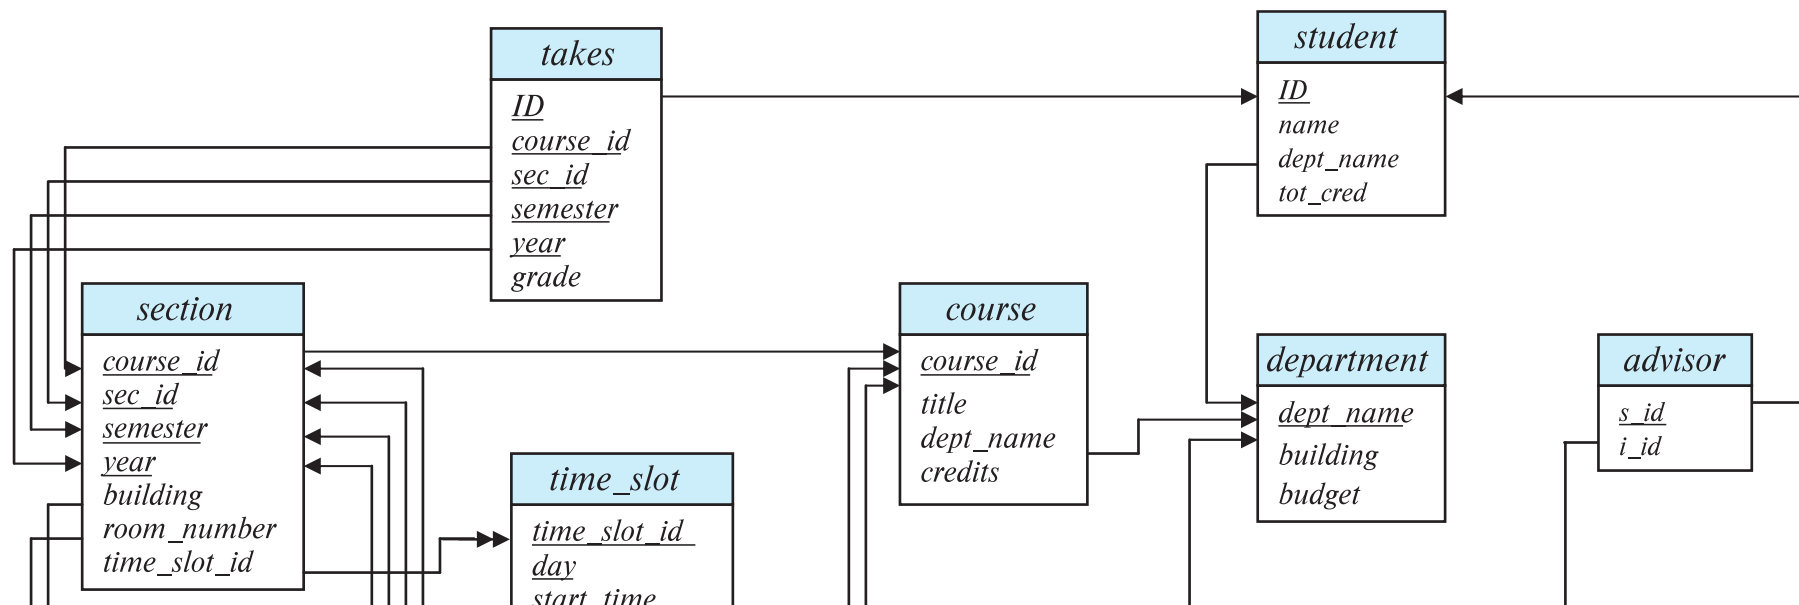 takes
ID
course_id
sec_id
semester
year
grade
student
ID
name
dept_name
tot_cred
section
course_id
sec_id
semester
year
building
room_number
time_slot_id
course
course_id
title
dept_name
credits
department
dept_name
building
budget
advisor
s_id
i_id
time_slot
time_slot_id
day
start_time